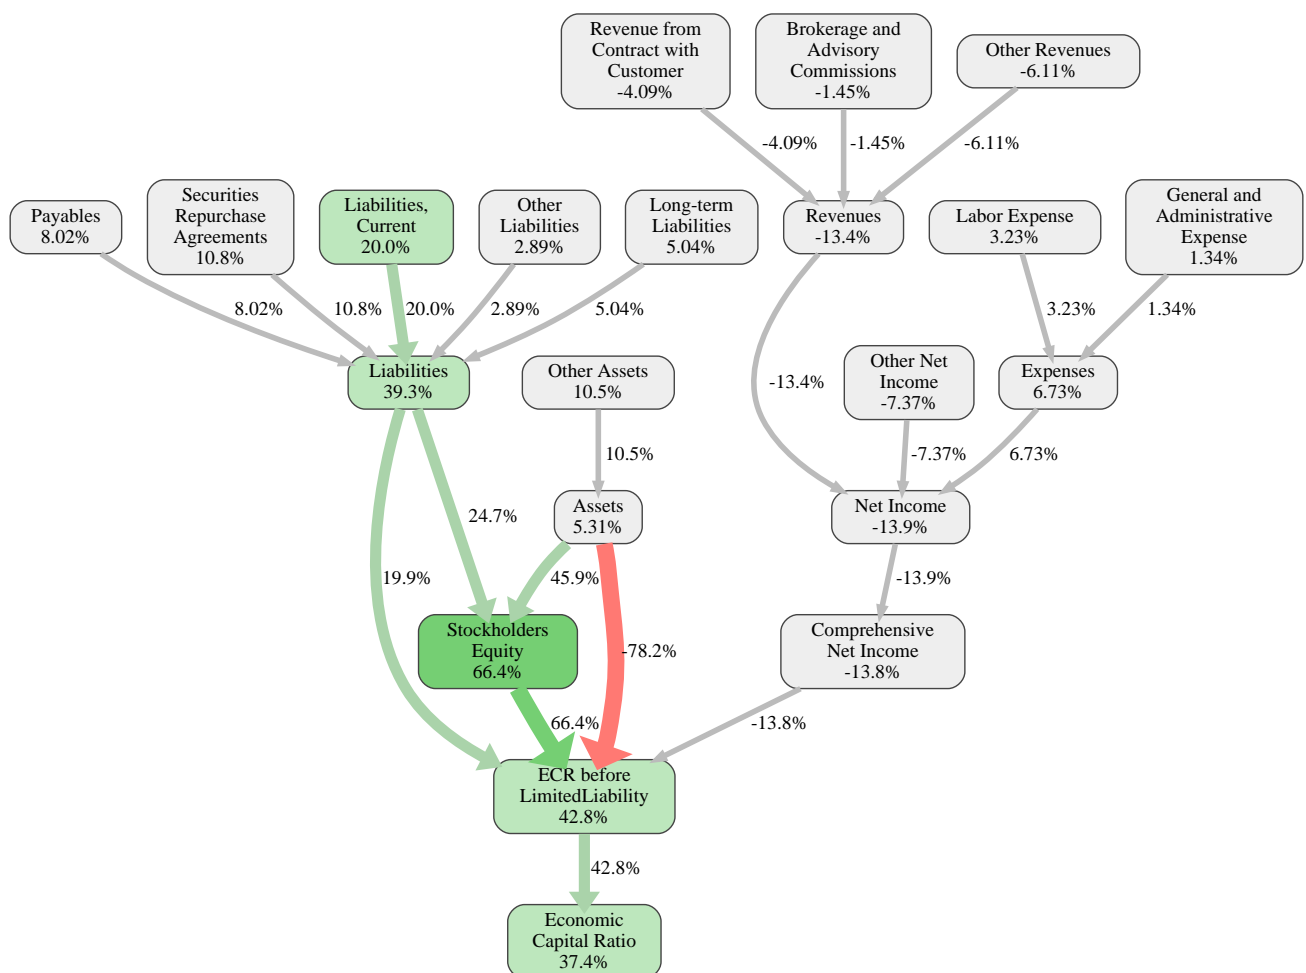 Revenue from
Contract with
Customer
-4.09%
Brokerage and
Advisory
Commissions
-1.45%
Other Revenues
-6.11%
-4.09%
-1.45%
-6.11%
Payables
8.02%
Securities
Repurchase
Agreements
10.8%
Liabilities,
Current
20.0%
Other
Liabilities
2.89%
Long-term
Liabilities
5.04%
Revenues
-13.4%
Labor Expense
3.23%
General and
Administrative
Expense
1.34%
8.02%
10.8%
20.0%
2.89%
5.04%
3.23%
1.34%
Liabilities
39.3%
Other Assets
10.5%
-13.4%
Other Net
Income
-7.37%
Expenses
6.73%
10.5%
-7.37%
6.73%
24.7%
Assets
5.31%
Net Income
-13.9%
19.9%
45.9%
-13.9%
Stockholders
Equity
66.4%
-78.2%
Comprehensive
Net Income
-13.8%
66.4%
-13.8%
ECR before
LimitedLiability
42.8%
42.8%
Economic
Capital Ratio
37.4%